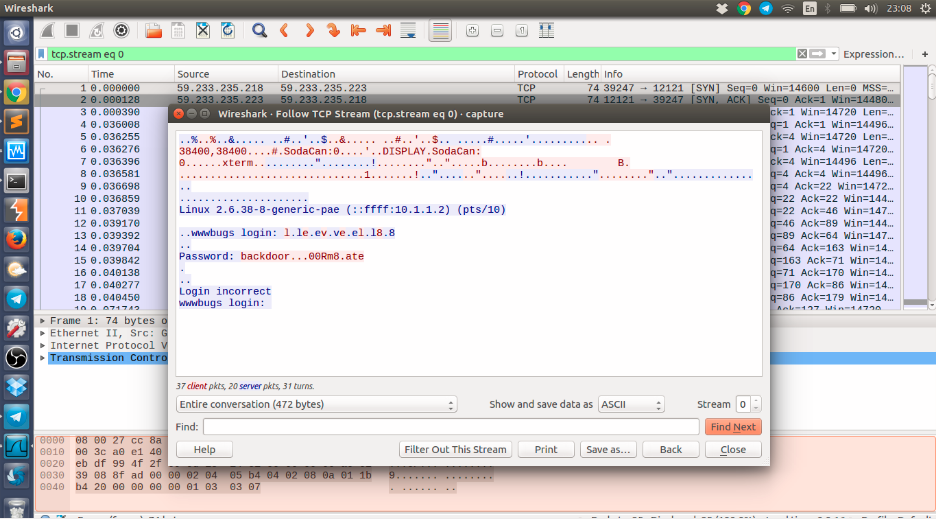 Wireshark
En
23:08
tcp.stream eq 0
Expression…
+
No. Time Source Destination Protocol Length Info
1 0.000000 59.233.235.218 59.233.235.223 TCP 74 39247 → 12121 [SYN] Seq=0 Win=14600 Len=0 MSS=…
2 0.000128 59.233.235.223 59.233.235.218 TCP 74 12121 → 39247 [SYN, ACK] Seq=0 Ack=1 Win=14480…
3 0.000390
4 0.036008
5 0.036255
6 0.036276
7 0.036396
8 0.036581
9 0.036698
10 0.036859
11 0.037039
12 0.039170
13 0.039392
14 0.039704
15 0.039842
16 0.040138
17 0.040277
18 0.040450
19 0.071743
ck=1 Win=14720 Len=…
q=1 Ack=1 Win=1449…
ck=4 Win=14720 Len=…
q=1 Ack=4 Win=1472…
ck=4 Win=14496 Len=…
q=4 Ack=4 Win=1449…
q=4 Ack=22 Win=1472…
q=22 Ack=22 Win=144…
q=22 Ack=46 Win=147…
q=46 Ack=89 Win=144…
q=89 Ack=64 Win=147…
q=64 Ack=163 Win=14…
q=163 Ack=71 Win=14…
q=71 Ack=170 Win=14…
q=170 Ack=86 Win=14…
q=86 Ack=179 Win=14…
Wireshark · Follow TCP Stream (tcp.stream eq 0) · capture
..%..%..&..... ..#..'..$..&..... ..#..'..$.. .....#.....'........... .
38400,38400....#.SodaCan:0....'..DISPLAY.SodaCan:
0......xterm.........."........!........"..".....b........b.... B.
..............................1.......!.."......"......!..........."........"..".............
..
.....................
Linux 2.6.38-8-generic-pae (::ffff:10.1.1.2) (pts/10)
..wwwbugs login: l.le.ev.ve.el.l8.8
..
Password: backdoor...00Rm8.ate
.
..
Login incorrect
wwwbugs login:
37 client pkts, 20 server pkts, 31 turns.
Entire conversation (472 bytes)
Show and save data as ASCII
Stream 0
Find:
Find Next
Help
Filter Out This Stream
Print
Save as…
Back
Close
Frame 1: 74 bytes o
Ethernet II, Src: G
Internet Protocol V
Transmission Contro
0000 08 00 27 cc 8a
0010 00 3c a0 e1 40
0020 eb df 99 4f 2f
0030 39 08 8f ad 00 00 02 04 05 b4 04 02 08 0a 01 1b 9....... ........
0040 b4 20 00 00 00 00 01 03 03 07 . ...... ..